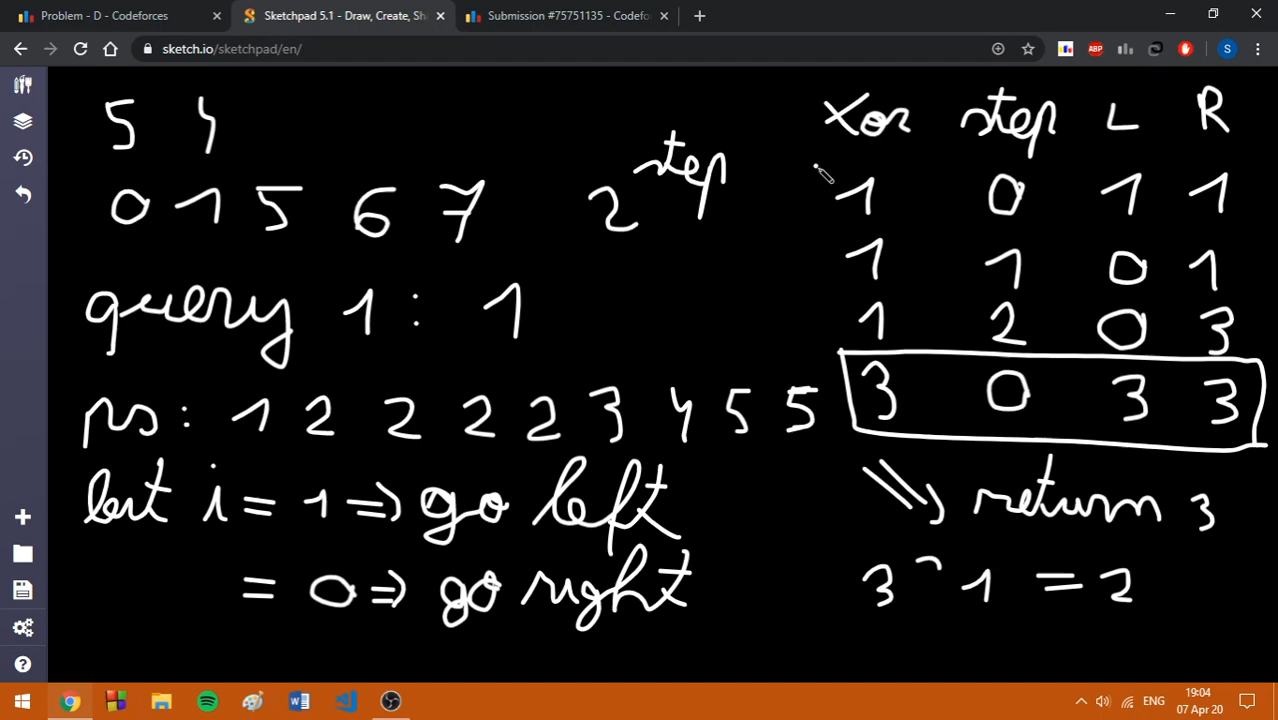 Problem - D - Codeforces
Sketchpad 5.1 - Draw, Create, Sh
Submission #75751135 - Codefo
sketch.io/sketchpad/en/
ABP
S
5 4
0 1 5 6 7
2^step
query 1 : 1
ps: 1 2 2 2 2 3 4 5 5
bit i = 1 => go left
= 0 => go right
Xor step L R
1 0 1 1
1 1 0 1
1 2 0 3
3 0 3 3
=> return 3
3 ^ 1 = 2
ENG
19:04
07 Apr 20